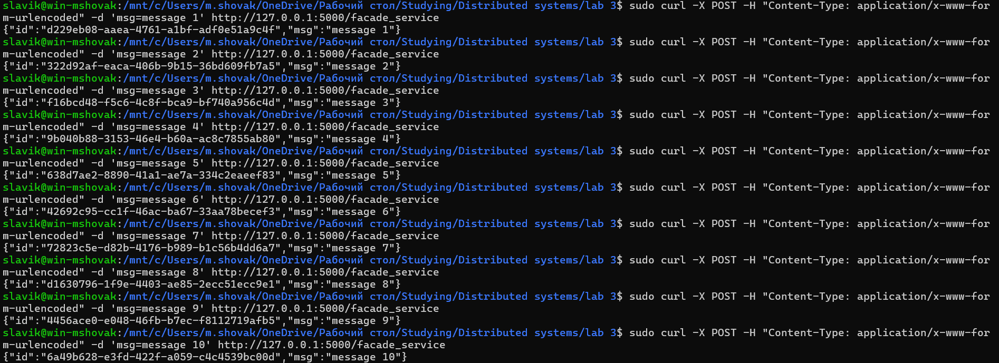 slavik@win-mshovak:/mnt/c/Users/m.shovak/OneDrive/Рабочий стол/Studying/Distributed systems/lab 3$ sudo curl -X POST -H "Content-Type: application/x-www-for
m-urlencoded" -d 'msg=message 1' http://127.0.0.1:5000/facade_service
{"id":"d229eb08-aaea-4761-a1bf-adf0e51a9c4f","msg":"message 1"}
slavik@win-mshovak:/mnt/c/Users/m.shovak/OneDrive/Рабочий стол/Studying/Distributed systems/lab 3$ sudo curl -X POST -H "Content-Type: application/x-www-for
m-urlencoded" -d 'msg=message 2' http://127.0.0.1:5000/facade_service
{"id":"322d92af-eaca-406b-9b15-36bd609fb7a5","msg":"message 2"}
slavik@win-mshovak:/mnt/c/Users/m.shovak/OneDrive/Рабочий стол/Studying/Distributed systems/lab 3$ sudo curl -X POST -H "Content-Type: application/x-www-for
m-urlencoded" -d 'msg=message 3' http://127.0.0.1:5000/facade_service
{"id":"f16bcd48-f5c6-4c8f-bca9-bf740a956c4d","msg":"message 3"}
slavik@win-mshovak:/mnt/c/Users/m.shovak/OneDrive/Рабочий стол/Studying/Distributed systems/lab 3$ sudo curl -X POST -H "Content-Type: application/x-www-for
m-urlencoded" -d 'msg=message 4' http://127.0.0.1:5000/facade_service
{"id":"9b040b88-3153-46e4-b60a-ac8c7855ab80","msg":"message 4"}
slavik@win-mshovak:/mnt/c/Users/m.shovak/OneDrive/Рабочий стол/Studying/Distributed systems/lab 3$ sudo curl -X POST -H "Content-Type: application/x-www-for
m-urlencoded" -d 'msg=message 5' http://127.0.0.1:5000/facade_service
{"id":"638d7ae2-8890-41a1-ae7a-334c2eaeef83","msg":"message 5"}
slavik@win-mshovak:/mnt/c/Users/m.shovak/OneDrive/Рабочий стол/Studying/Distributed systems/lab 3$ sudo curl -X POST -H "Content-Type: application/x-www-for
m-urlencoded" -d 'msg=message 6' http://127.0.0.1:5000/facade_service
{"id":"42692c95-cc1f-46ac-ba67-33aa78becef3","msg":"message 6"}
slavik@win-mshovak:/mnt/c/Users/m.shovak/OneDrive/Рабочий стол/Studying/Distributed systems/lab 3$ sudo curl -X POST -H "Content-Type: application/x-www-for
m-urlencoded" -d 'msg=message 7' http://127.0.0.1:5000/facade_service
{"id":"72823c5e-d82b-4176-b989-b1c56b4dd6a7","msg":"message 7"}
slavik@win-mshovak:/mnt/c/Users/m.shovak/OneDrive/Рабочий стол/Studying/Distributed systems/lab 3$ sudo curl -X POST -H "Content-Type: application/x-www-for
m-urlencoded" -d 'msg=message 8' http://127.0.0.1:5000/facade_service
{"id":"d1630796-1f9e-4403-ae85-2ecc51ecc9e1","msg":"message 8"}
slavik@win-mshovak:/mnt/c/Users/m.shovak/OneDrive/Рабочий стол/Studying/Distributed systems/lab 3$ sudo curl -X POST -H "Content-Type: application/x-www-for
m-urlencoded" -d 'msg=message 9' http://127.0.0.1:5000/facade_service
{"id":"4456ace0-e048-46fb-b7ec-f8112719afb5","msg":"message 9"}
slavik@win-mshovak:/mnt/c/Users/m.shovak/OneDrive/Рабочий стол/Studying/Distributed systems/lab 3$ sudo curl -X POST -H "Content-Type: application/x-www-for
m-urlencoded" -d 'msg=message 10' http://127.0.0.1:5000/facade_service
{"id":"6a49b628-e3fd-422f-a059-c4c4539bc00d","msg":"message 10"}